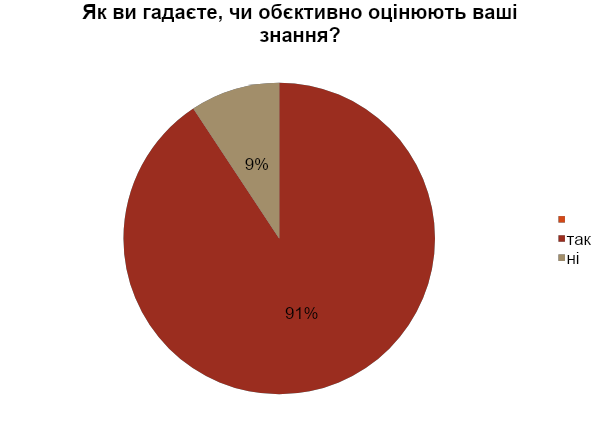 Як ви гадаєте, чи обєктивно оцінюють ваші
знання?
9%
так
ні
91%